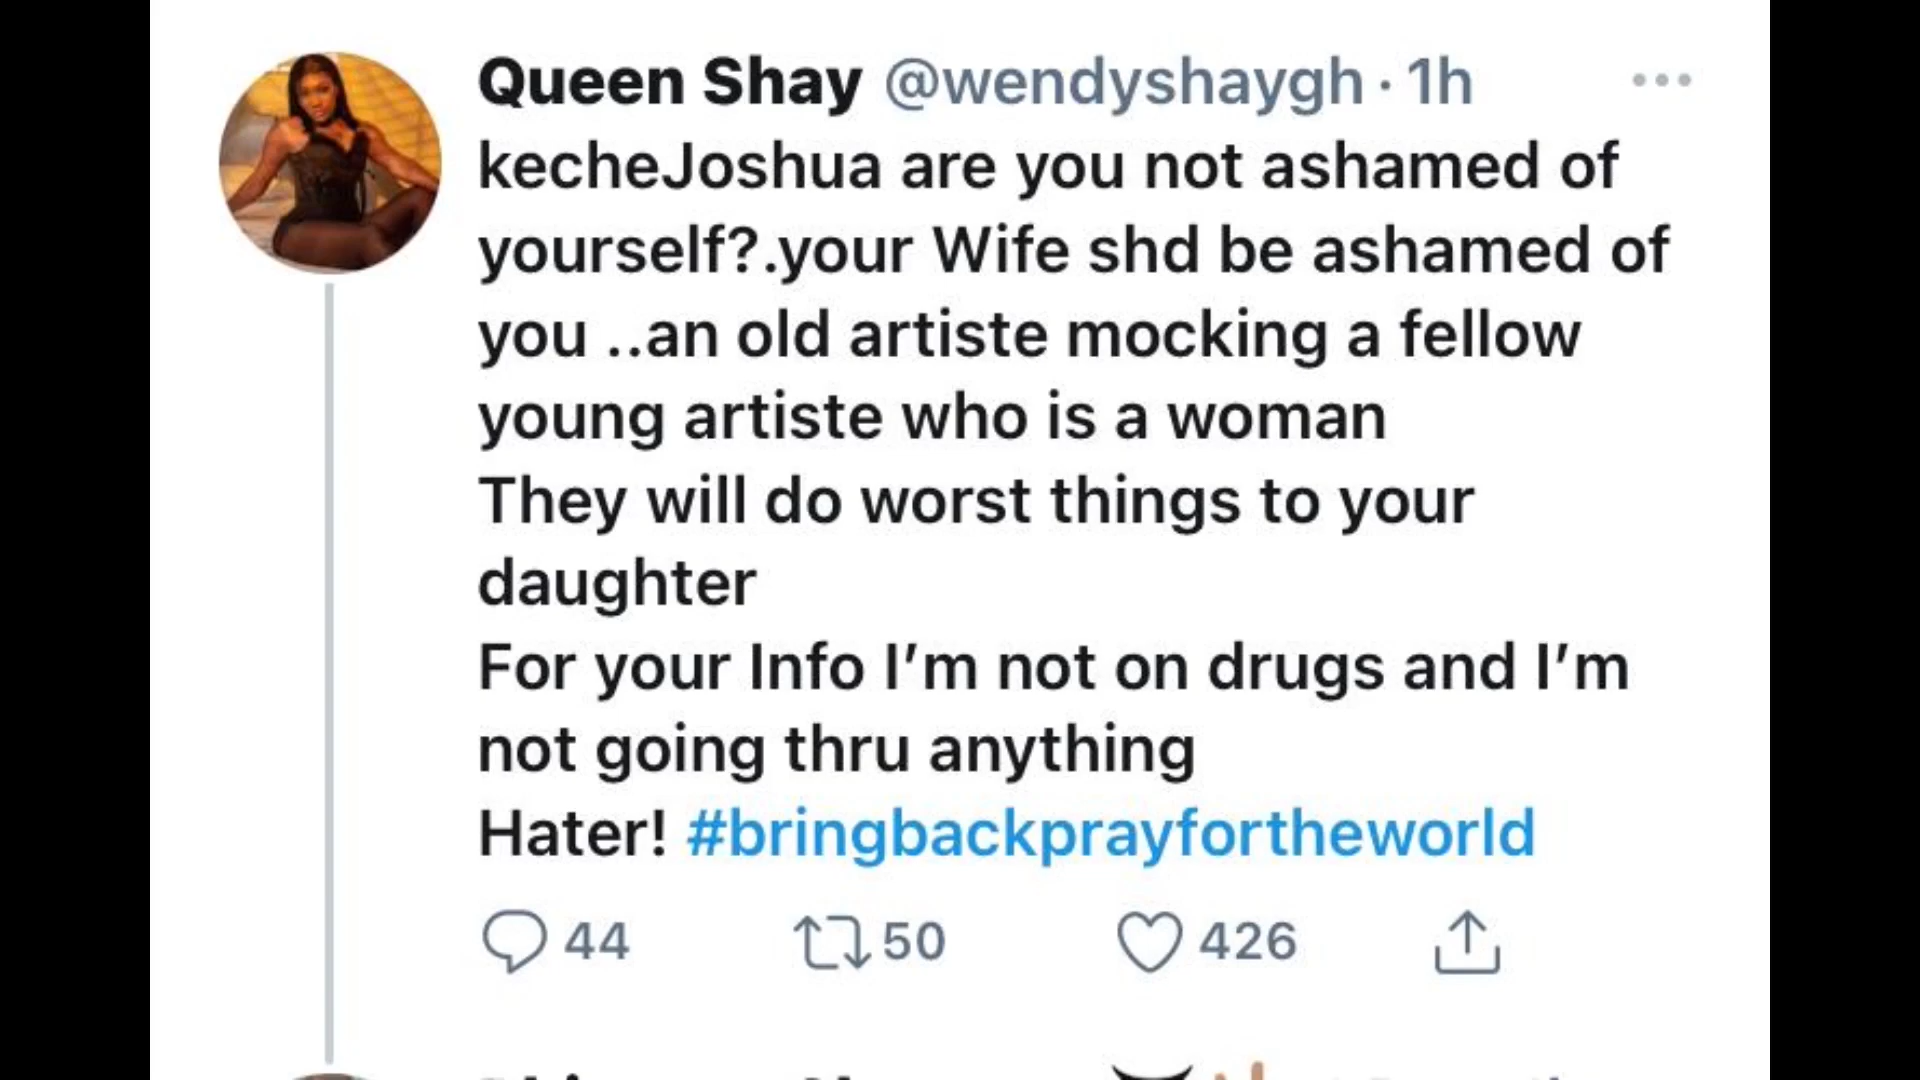 Queen Shay @wendyshaygh · 1h
kecheJoshua are you not ashamed of
yourself?.your Wife shd be ashamed of
you ..an old artiste mocking a fellow
young artiste who is a woman
They will do worst things to your
daughter
For your Info I’m not on drugs and I’m
not going thru anything
Hater! #bringbackprayfortheworld
44 50 426